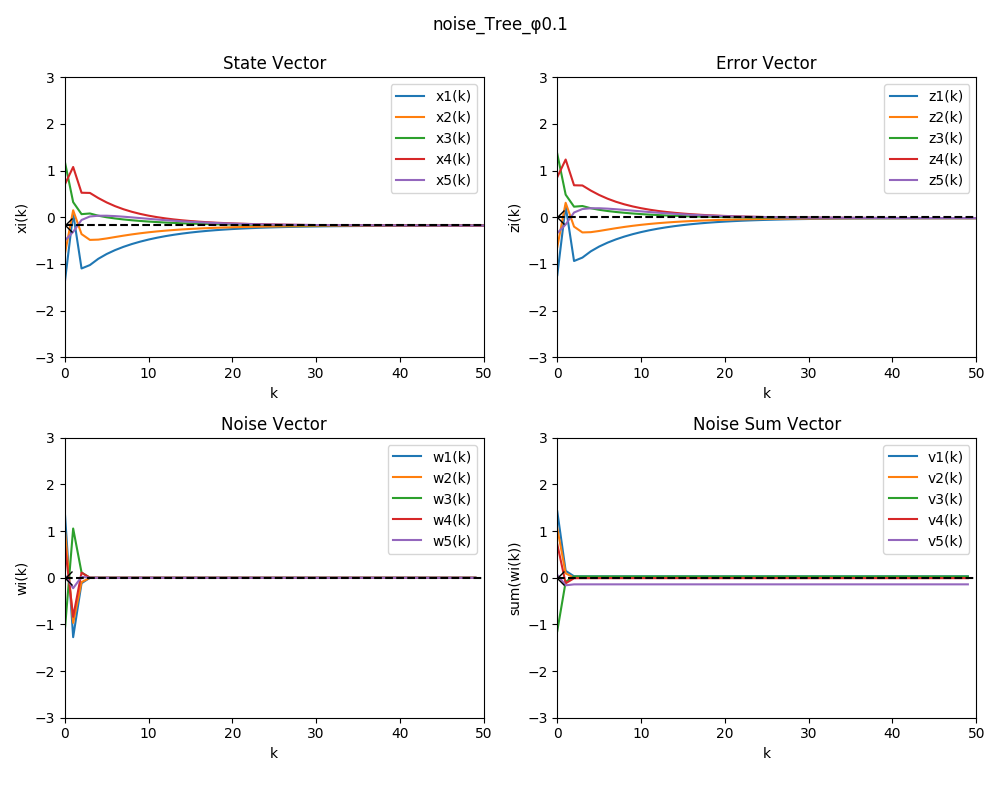 noise_Tree_φ0.1
State Vector
3
2
1
0
−1
−2
−3
xi(k)
x1(k)
x2(k)
x3(k)
x4(k)
x5(k)
0 10 20 30 40 50
k
Error Vector
3
2
1
0
−1
−2
−3
zi(k)
z1(k)
z2(k)
z3(k)
z4(k)
z5(k)
0 10 20 30 40 50
k
Noise Vector
3
2
1
0
−1
−2
−3
wi(k)
w1(k)
w2(k)
w3(k)
w4(k)
w5(k)
0 10 20 30 40 50
k
Noise Sum Vector
3
2
1
0
−1
−2
−3
sum(wi(k))
v1(k)
v2(k)
v3(k)
v4(k)
v5(k)
0 10 20 30 40 50
k